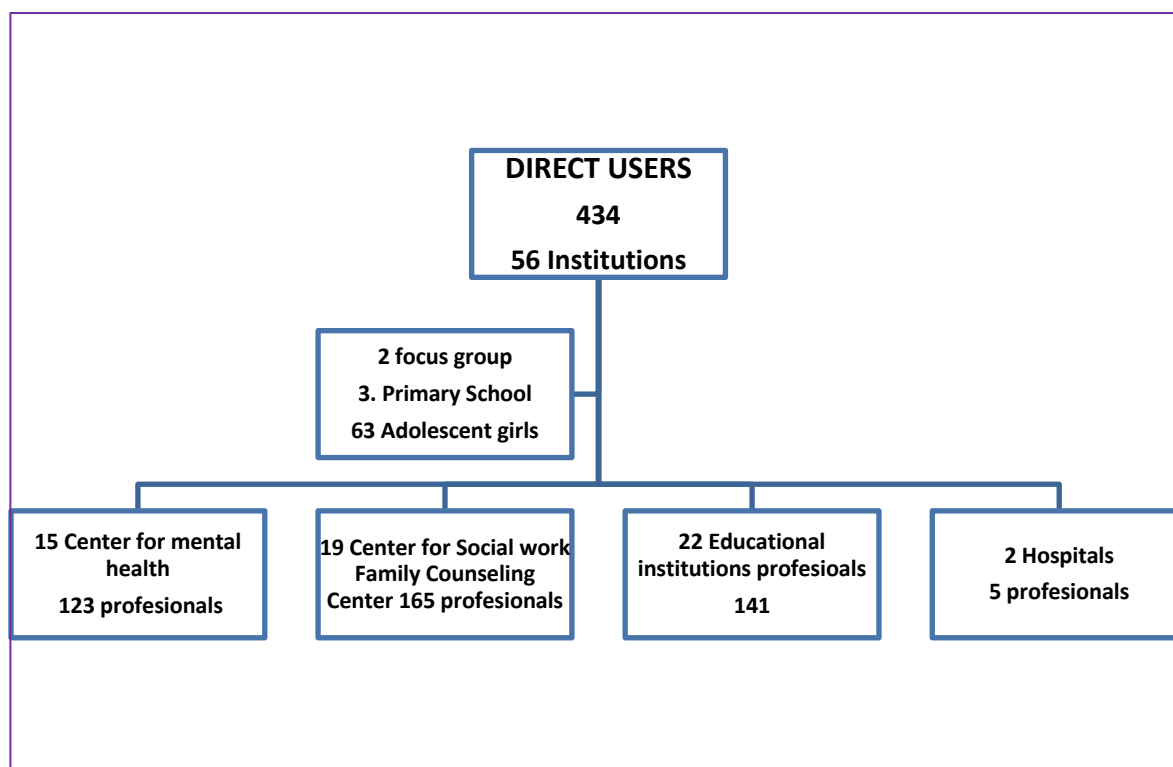 DIRECT USERS
434
56 Institutions
2 focus group
3. Primary School
63 Adolescent girls
15 Center for mental
health
123 profesionals
19 Center for Social work
Family Counseling
Center 165 profesionals
22 Educational
institutions profesioals
141
2 Hospitals
5 profesionals